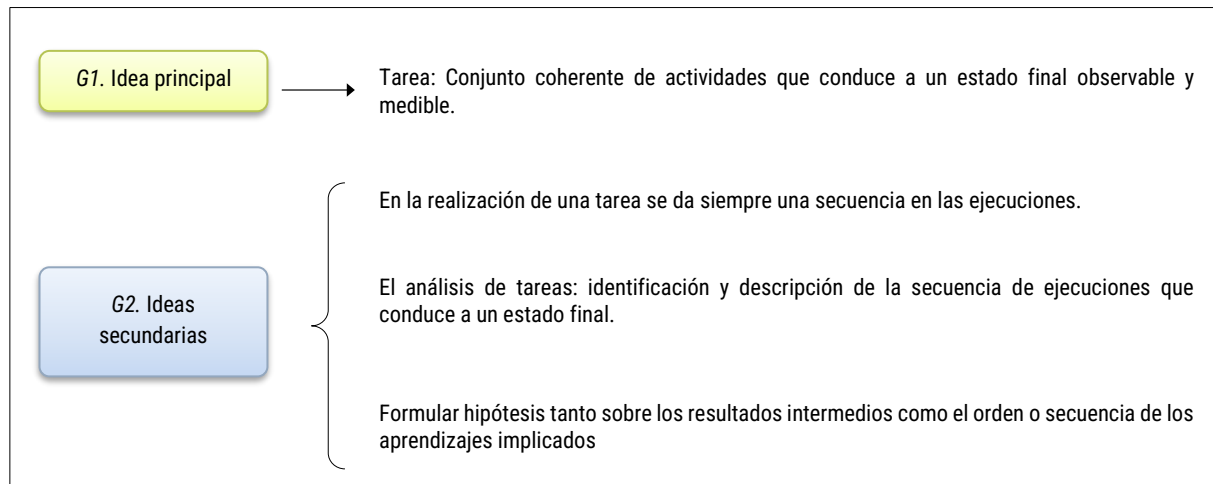 G1. Idea principal
Tarea: Conjunto coherente de actividades que conduce a un estado final observable y
medible.
En la realización de una tarea se da siempre una secuencia en las ejecuciones.
G2. Ideas
secundarias
El análisis de tareas: identificación y descripción de la secuencia de ejecuciones que
conduce a un estado final.
Formular hipótesis tanto sobre los resultados intermedios como el orden o secuencia de los
aprendizajes implicados